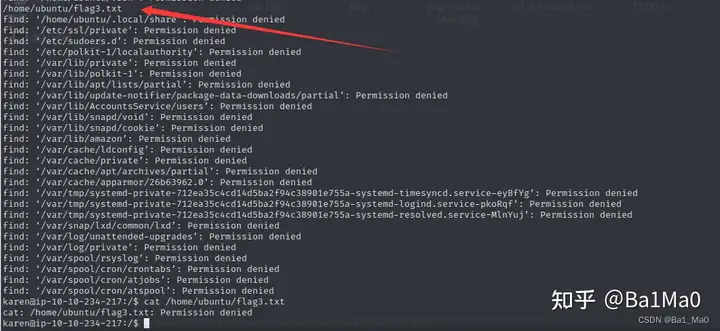 /home/ubuntu/flag3.txt
find: ‘/home/ubuntu/.local/share’: Permission denied
find: ‘/etc/ssl/private’: Permission denied
find: ‘/etc/sudoers.d’: Permission denied
find: ‘/etc/polkit-1/localauthority’: Permission denied
find: ‘/var/lib/private’: Permission denied
find: ‘/var/lib/polkit-1’: Permission denied
find: ‘/var/lib/apt/lists/partial’: Permission denied
find: ‘/var/lib/update-notifier/package-data-downloads/partial’: Permission denied
find: ‘/var/lib/AccountsService/users’: Permission denied
find: ‘/var/lib/snapd/void’: Permission denied
find: ‘/var/lib/snapd/cookie’: Permission denied
find: ‘/var/lib/amazon’: Permission denied
find: ‘/var/cache/ldconfig’: Permission denied
find: ‘/var/cache/private’: Permission denied
find: ‘/var/cache/apt/archives/partial’: Permission denied
find: ‘/var/cache/apparmor/26b63962.0’: Permission denied
find: ‘/var/tmp/systemd-private-712ea35c4cd14d5ba2f94c38901e755a-systemd-timesyncd.service-eyBfYg’: Permission denied
find: ‘/var/tmp/systemd-private-712ea35c4cd14d5ba2f94c38901e755a-systemd-logind.service-pkoRqf’: Permission denied
find: ‘/var/tmp/systemd-private-712ea35c4cd14d5ba2f94c38901e755a-systemd-resolved.service-MlnYuj’: Permission denied
find: ‘/var/snap/lxd/common/lxd’: Permission denied
find: ‘/var/log/unattended-upgrades’: Permission denied
find: ‘/var/log/private’: Permission denied
find: ‘/var/spool/rsyslog’: Permission denied
find: ‘/var/spool/cron/crontabs’: Permission denied
find: ‘/var/spool/cron/atjobs’: Permission denied
find: ‘/var/spool/cron/atspool’: Permission denied
karen@ip-10-10-234-217:/$ cat /home/ubuntu/flag3.txt
cat: /home/ubuntu/flag3.txt: Permission denied
karen@ip-10-10-234-217:/$
知乎 @Ba1Ma0
CSDN @Ba1_Ma0